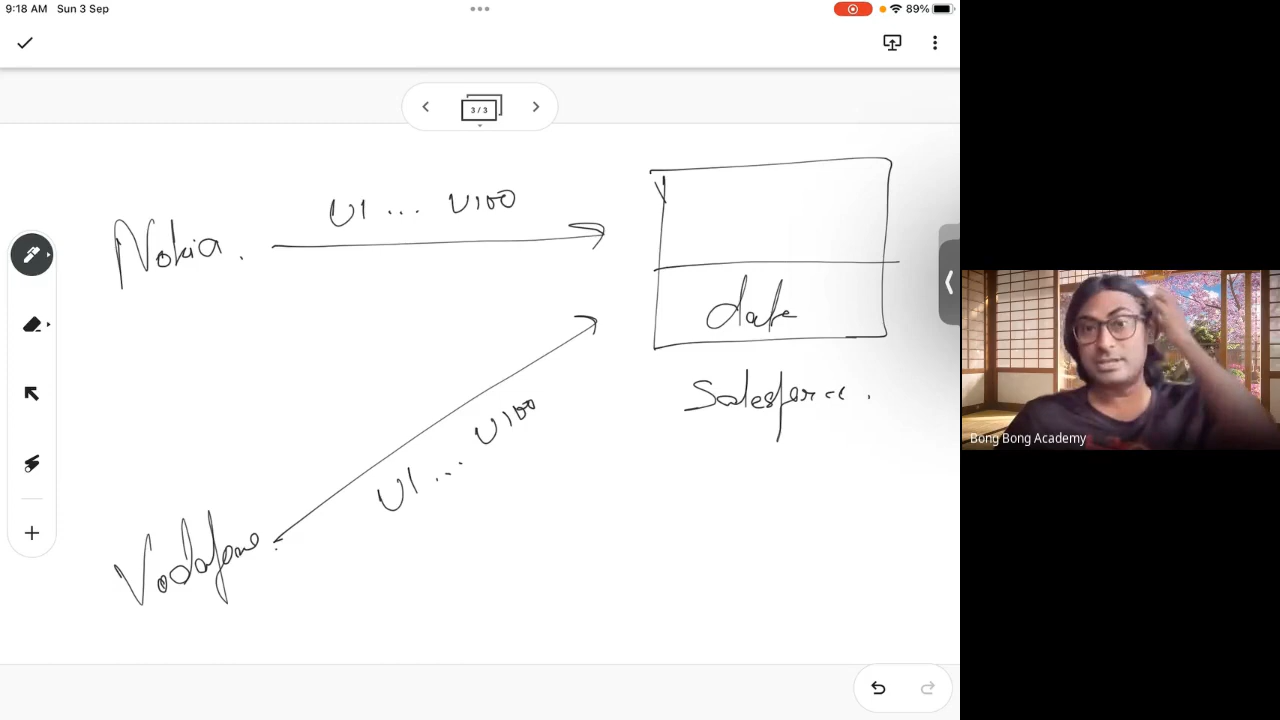 9:18 AM Sun 3 Sep
89%
3 / 3
U1 ... U100
Nokia.
data
Salesforce.
U1 ... U100
Vodafone.
Bong Bong Academy